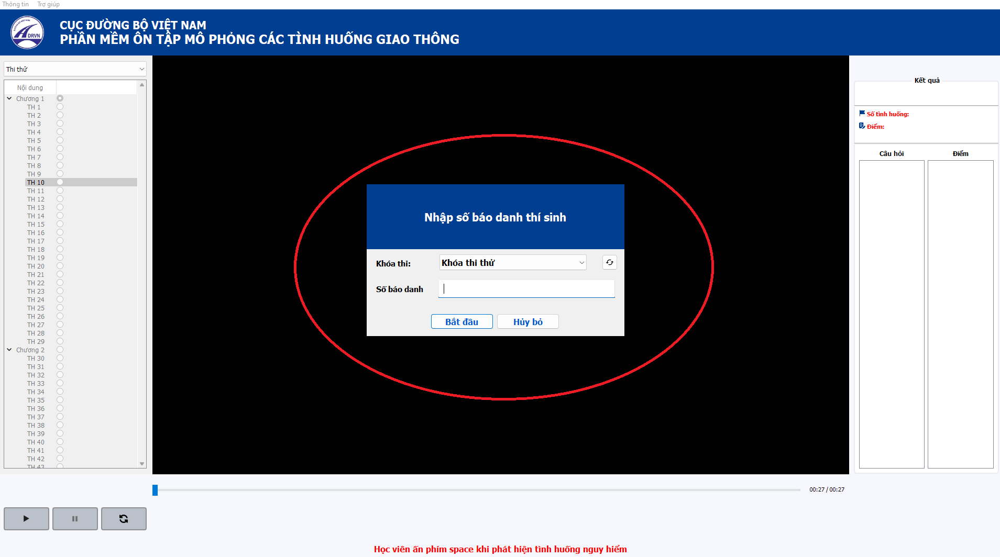 Thông tin Trợ giúp
ĐƯỜNG BỘ VIỆT NAM
DRVN
CỤC ĐƯỜNG BỘ VIỆT NAM
PHẦN MỀM ÔN TẬP MÔ PHỎNG CÁC TÌNH HUỐNG GIAO THÔNG
Thi thử
Nội dung
Chương 1
TH 1
TH 2
TH 3
TH 4
TH 5
TH 6
TH 7
TH 8
TH 9
TH 10
TH 11
TH 12
TH 13
TH 14
TH 15
TH 16
TH 17
TH 18
TH 19
TH 20
TH 21
TH 22
TH 23
TH 24
TH 25
TH 26
TH 27
TH 28
TH 29
Chương 2
TH 30
TH 31
TH 32
TH 33
TH 34
TH 35
TH 36
TH 37
TH 38
TH 39
TH 40
TH 41
TH 42
TH 43
Nhập số báo danh thí sinh
Khóa thi: Khóa thi thử
Số báo danh
Bắt đầu Hủy bỏ
Kết quả
Số tình huống:
Điểm:
Câu hỏi Điểm
00:27 / 00:27
Học viên ấn phím space khi phát hiện tình huống nguy hiểm